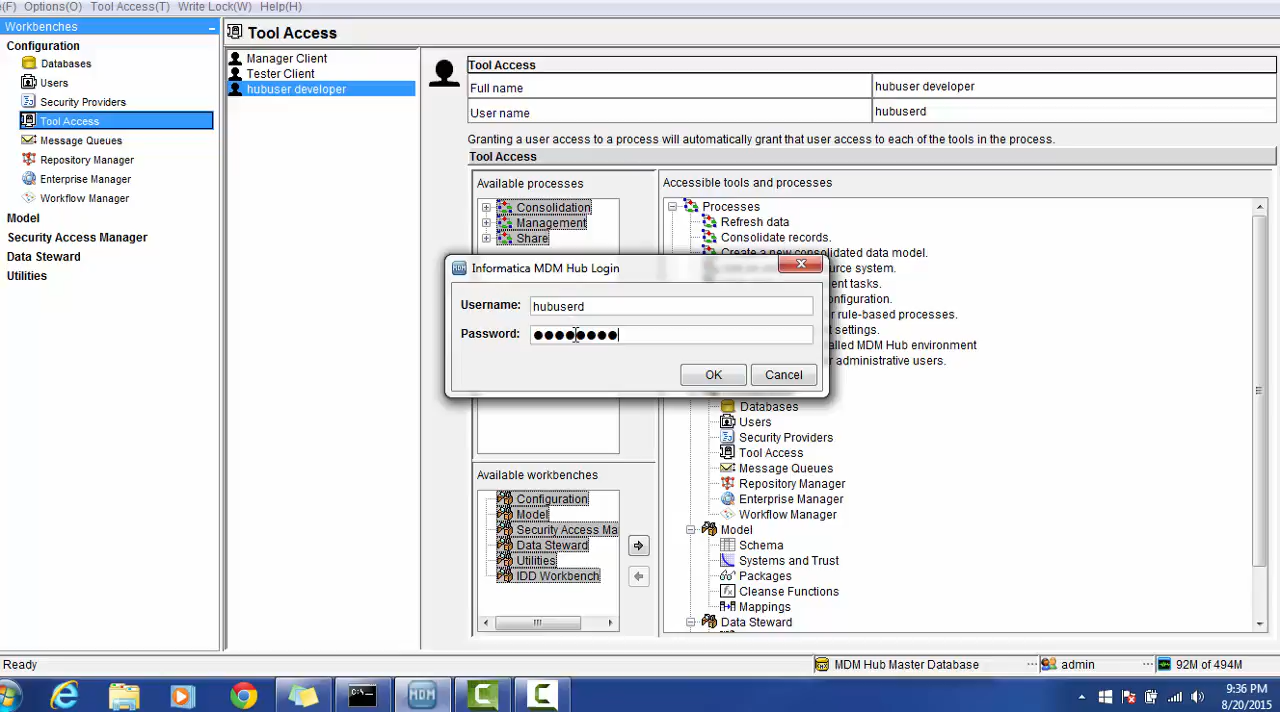 e(F) Options(O) Tool Access(T) Write Lock(W) Help(H)
Workbenches
Configuration
Databases
Users
Security Providers
Tool Access
Message Queues
Repository Manager
Enterprise Manager
Workflow Manager
Model
Security Access Manager
Data Steward
Utilities
Tool Access
Manager Client
Tester Client
hubuser developer
Tool Access
Full name hubuser developer
User name hubuserd
Granting a user access to a process will automatically grant that user access to each of the tools in the process.
Tool Access
Available processes
Consolidation
Management
Share
Accessible tools and processes
Processes
Refresh data
Consolidate records.
Create a new consolidated data model.
urce system.
ent tasks.
onfiguration.
r rule-based processes.
t settings.
alled MDM Hub environment
administrative users.
Informatica MDM Hub Login
Username: hubuserd
Password: ●●●●●●●●
OK Cancel
Databases
Users
Security Providers
Tool Access
Message Queues
Repository Manager
Enterprise Manager
Workflow Manager
Model
Schema
Systems and Trust
Packages
Cleanse Functions
Mappings
Data Steward
Available workbenches
Configuration
Model
Security Access Ma
Data Steward
Utilities
IDD Workbench
Ready
MDM Hub Master Database
admin
92M of 494M
MDM
9:36 PM
8/20/2015